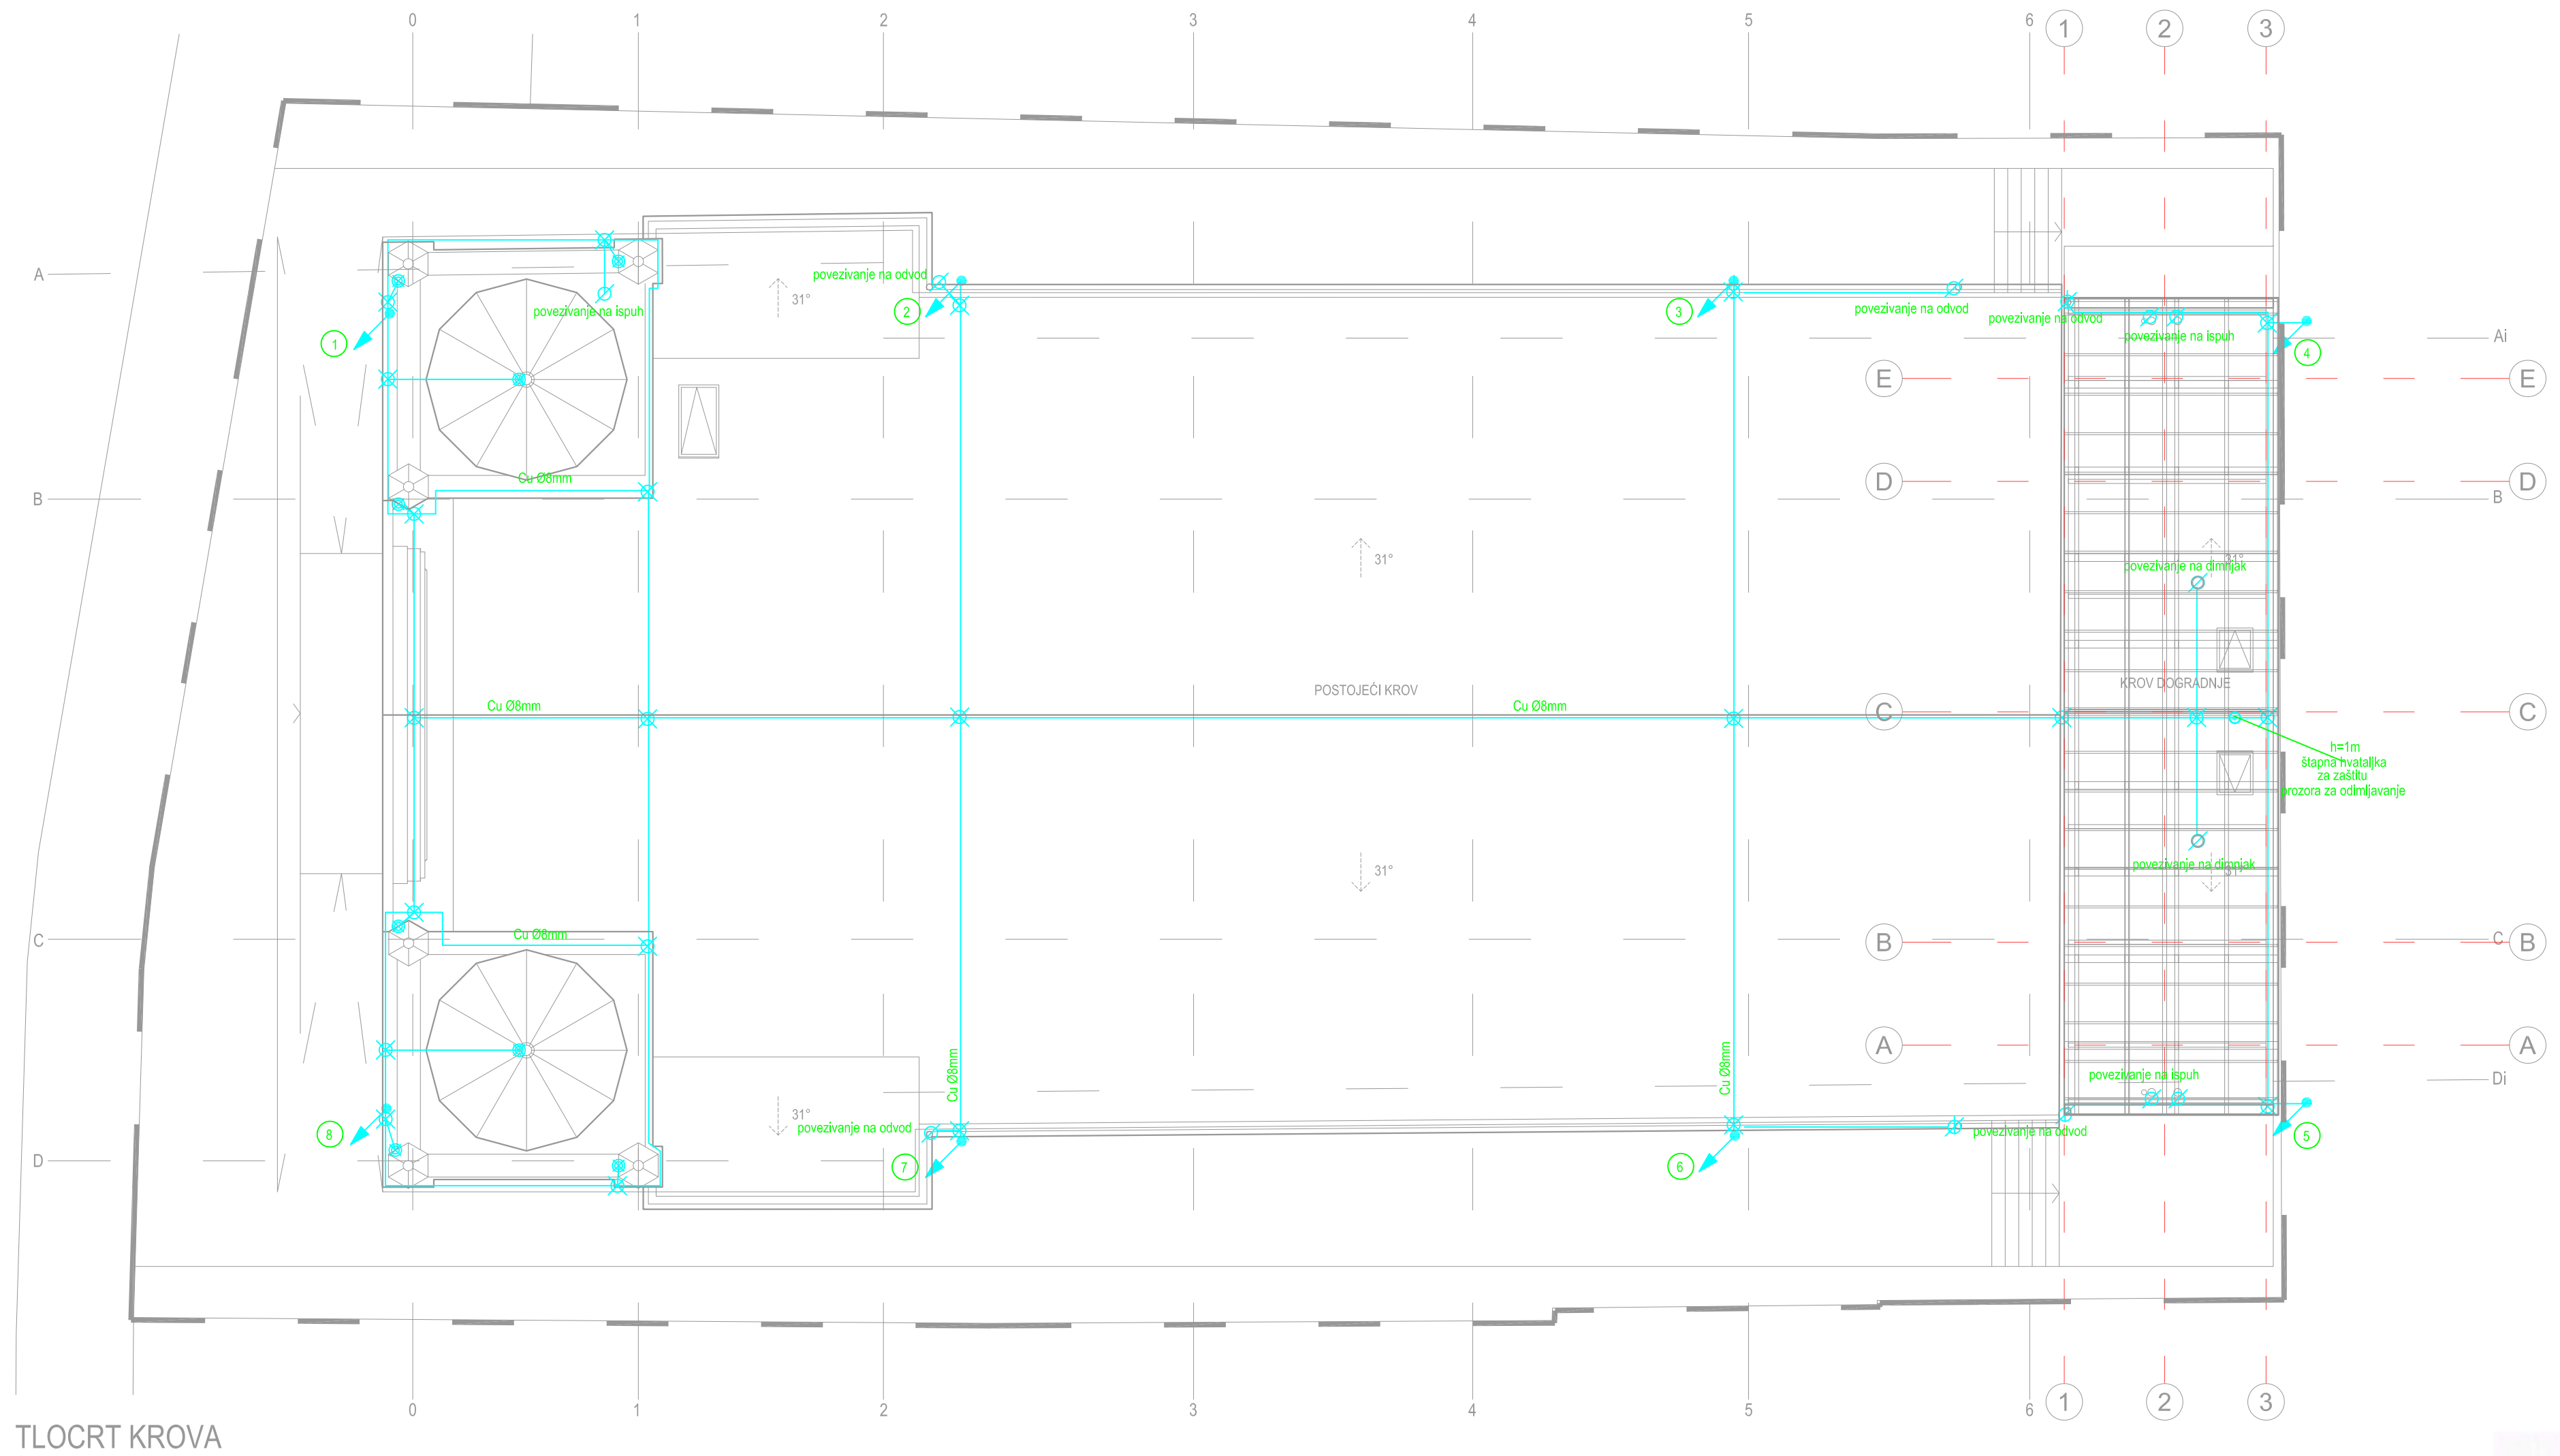 0 1 2 3 4 5 6 1 2 3
A
povezivanje na odvod
povezivanje na ispuh
31°
2
3
povezivanje na odvod
povezivanje na odvod
povezivanje na ispuh
Ai
1
4
E E
Cu Ø8mm
D D
B B
31°
31°
povezivanje na dimnjak
POSTOJEĆI KROV
KROV DOGRADNJE
Cu Ø8mm
Cu Ø8mm
C C
h=1m
štapna hvataljka
za zaštitu
prozora za odimljavanje
31°
povezivanje na dimnjak
31°
Cu Ø8mm
C C
B B
A A
Cu Ø8mm
Cu Ø8mm
povezivanje na ispuh
Di
31°
povezivanje na odvod
povezivanje na odvod
8
5
D
7
6
0 1 2 3 4 5 6 1 2 3
TLOCRT KROVA